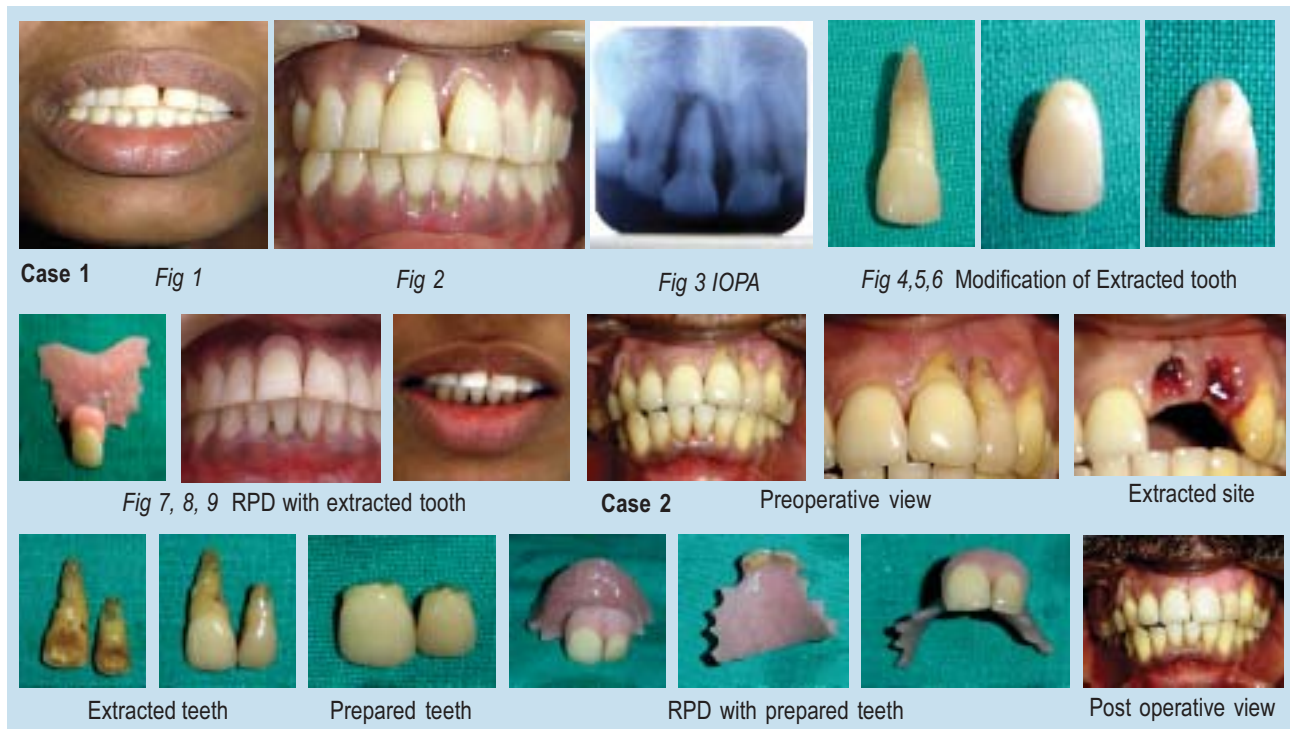 Case 1
Fig 1
Fig 2
Fig 3 IOPA
Fig 4,5,6 Modification of Extracted tooth
Fig 7, 8, 9 RPD with extracted tooth
Case 2
Preoperative view
Extracted site
Extracted teeth
Prepared teeth
RPD with prepared teeth
Post operative view